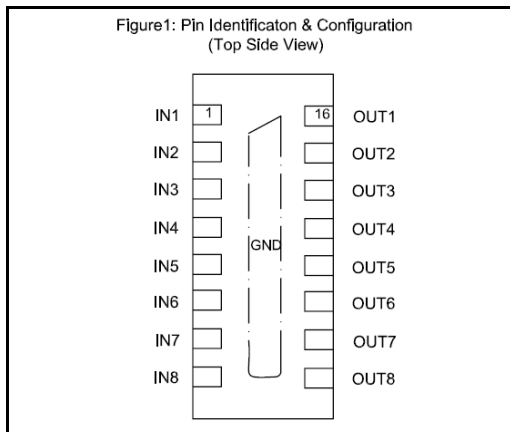 Figure1: Pin Identificaton & Configuration
(Top Side View)
IN1 1 16 OUT1
IN2 OUT2
IN3 OUT3
IN4 OUT4
GND
IN5 OUT5
IN6 OUT6
IN7 OUT7
IN8 OUT8